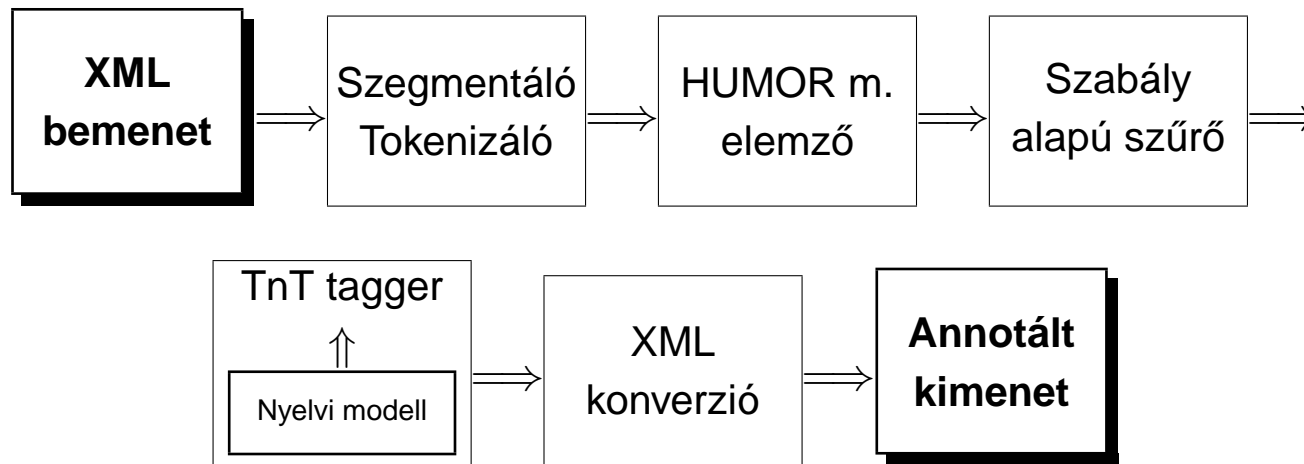 XML
bemenet
Szegmentáló
Tokenizáló
HUMOR m.
elemző
Szabály
alapú szűrő
TnT tagger
Nyelvi modell
XML
konverzió
Annotált
kimenet